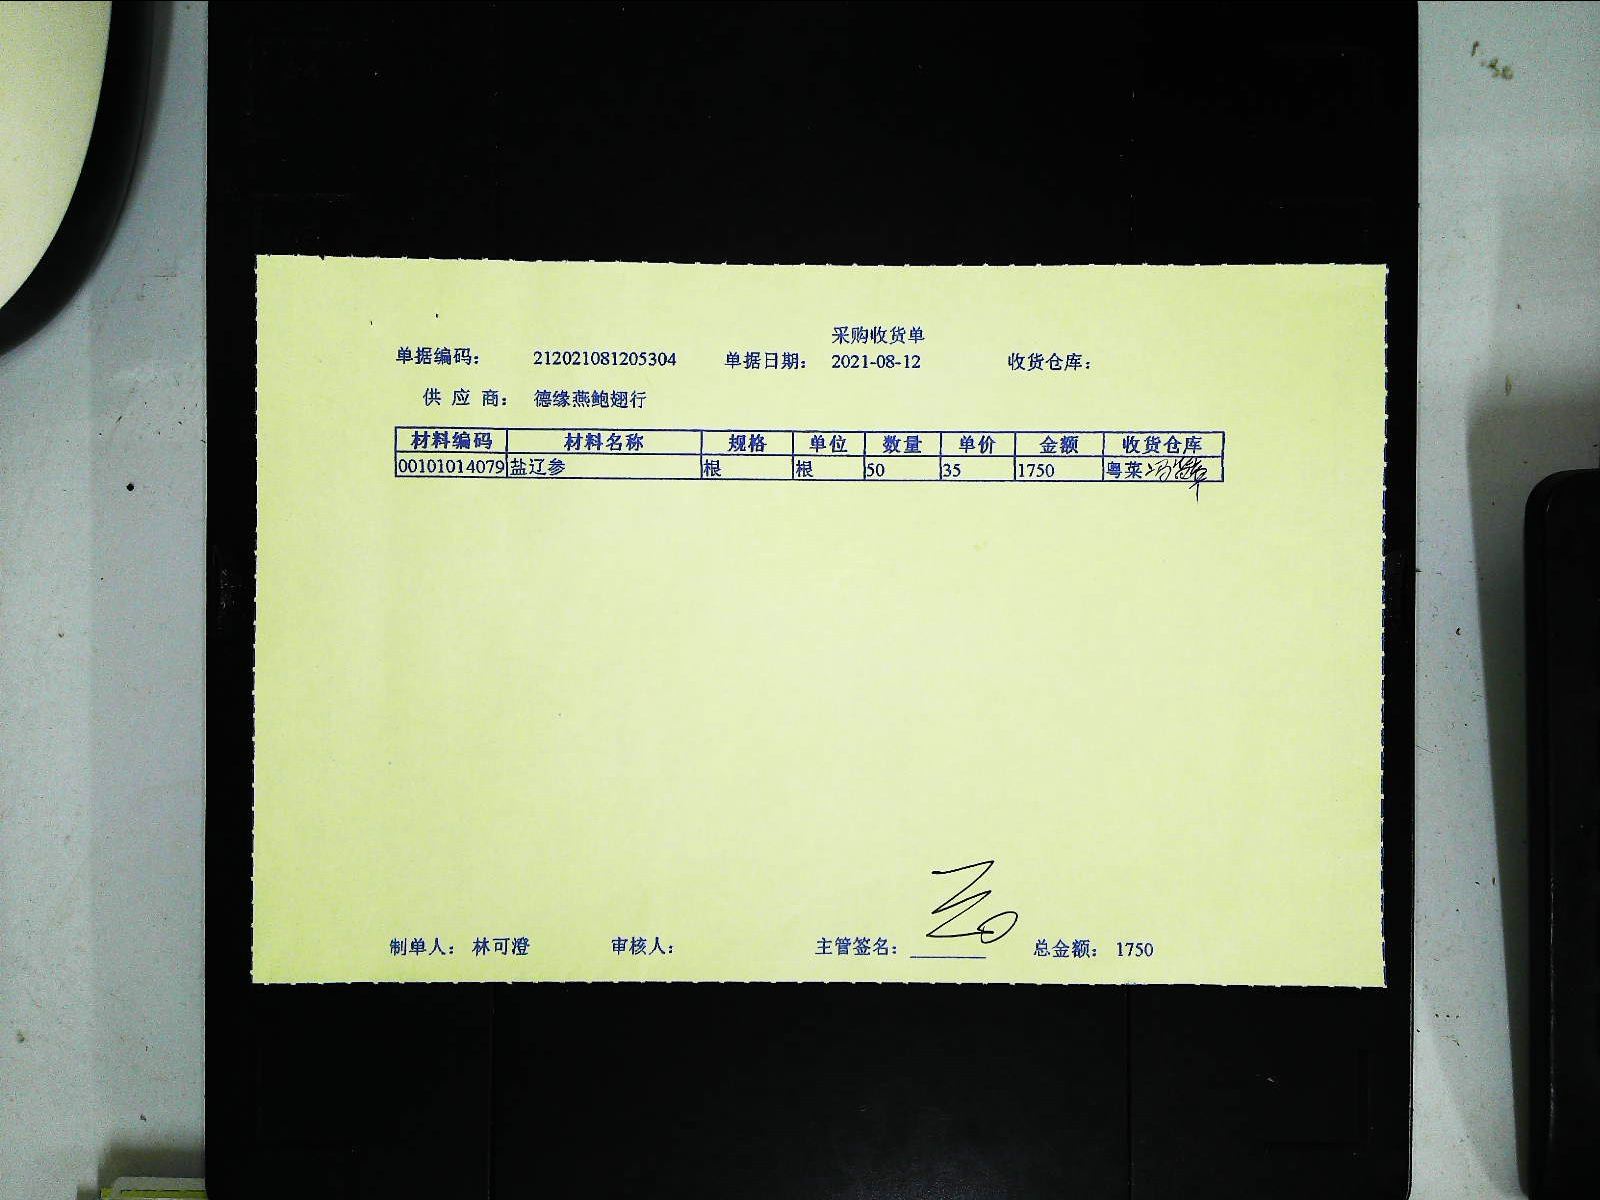 采购收货单
单据编码： 212021081205304 单据日期： 2021-08-12 收货仓库：
供 应 商： 德缘燕鲍翅行
材料编码 材料名称 规格 单位 数量 单价 金额 收货仓库
00101014079 盐辽参 根 根 50 35 1750 粤菜
制单人： 林可澄 审核人： 主管签名： 总金额： 1750